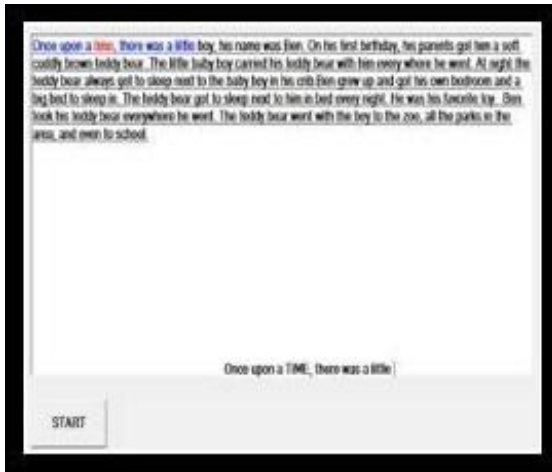 Once upon a time, there was a little boy, his name was Ben. On his first birthday, his parents got him a soft
cuddly brown teddy bear. The little baby boy carried his teddy bear with him every where he went. At night the
teddy bear always got to sleep next to the baby boy in his crib.Ben grew up and got his own bedroom and a
big bed to sleep in. The teddy bear got to sleep next to him in bed every night. He was his favorite toy. Ben
took his teddy bear everywhere he went. The teddy bear went with the boy to the zoo, all the parks in the
area, and even to school.
Once upon a TIME, there was a little
START